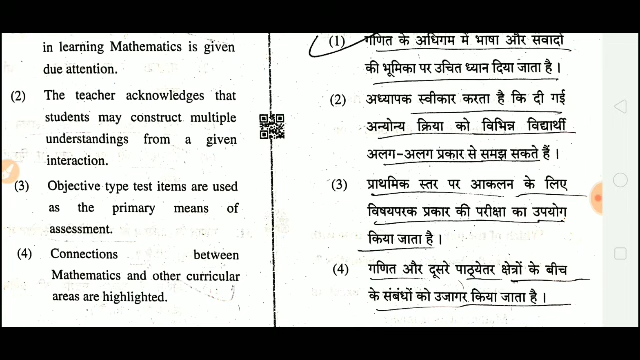 in learning Mathematics is given
due attention.
(2) The teacher acknowledges that
students may construct multiple
understandings from a given
interaction.
(3) Objective type test items are used
as the primary means of
assessment.
(4) Connections between
Mathematics and other curricular
areas are highlighted.
(1) गणित के अधिगम में भाषा और संवादों
की भूमिका पर उचित ध्यान दिया जाता है ।
(2) अध्यापक स्वीकार करता है कि दी गई
अन्योन्य क्रिया को विभिन्न विद्यार्थी
अलग-अलग प्रकार से समझ सकते हैं ।
(3) प्राथमिक स्तर पर आकलन के लिए
विषयपरक प्रकार की परीक्षा का उपयोग
किया जाता है ।
(4) गणित और दूसरे पाठ्येतर क्षेत्रों के बीच
के संबंधों को उजागर किया जाता है ।